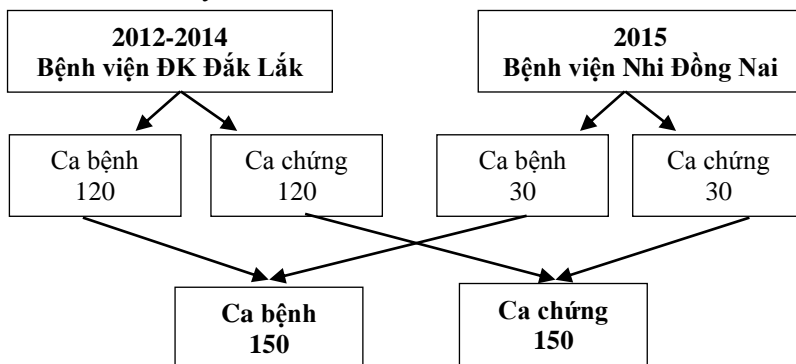 2012-2014
Bệnh viện ĐK Đắk Lắk
2015
Bệnh viện Nhi Đồng Nai
Ca bệnh
120
Ca chứng
120
Ca bệnh
30
Ca chứng
30
Ca bệnh
150
Ca chứng
150